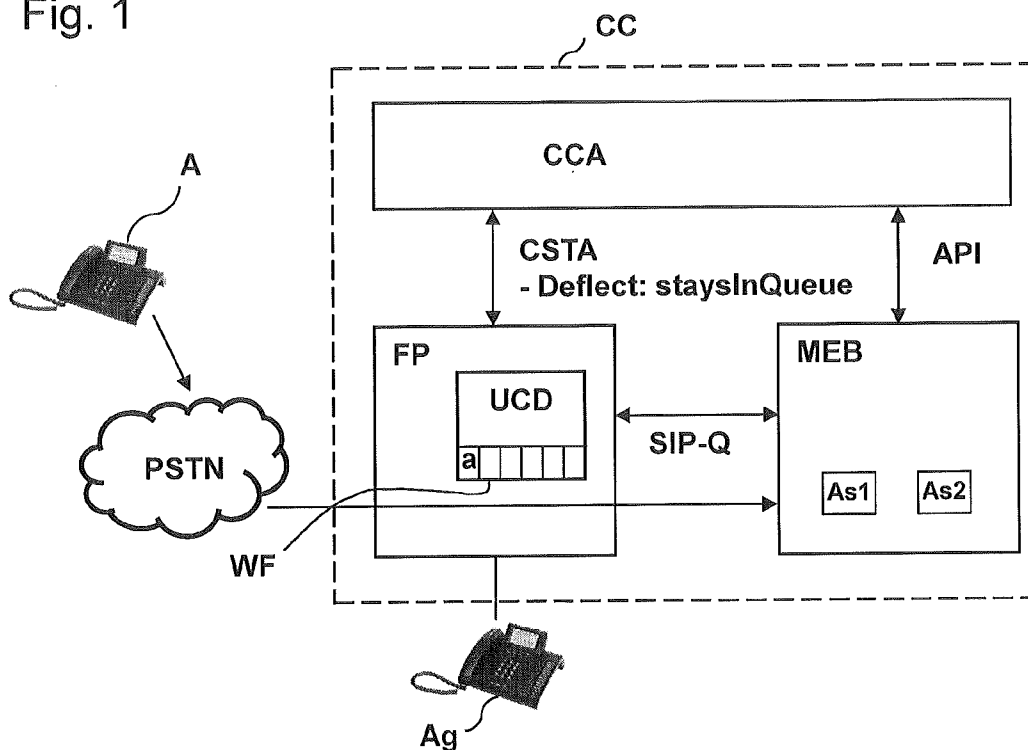 Fig. 1
CC
CCA
A
CSTA
- Deflect: staysInQueue
API
FP
MEB
UCD
a
SIP-Q
PSTN
As1
As2
WF
Ag